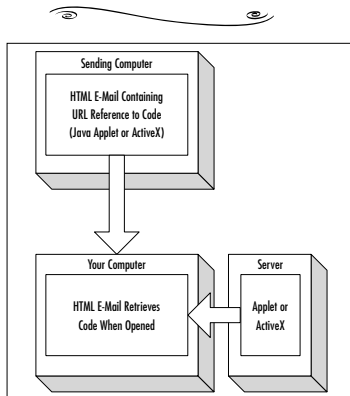 Sending Computer
HTML E-Mail Containing
URL Reference to Code
(Java Applet or ActiveX)
Your Computer
HTML E-Mail Retrieves
Code When Opened
Server
Applet or
ActiveX